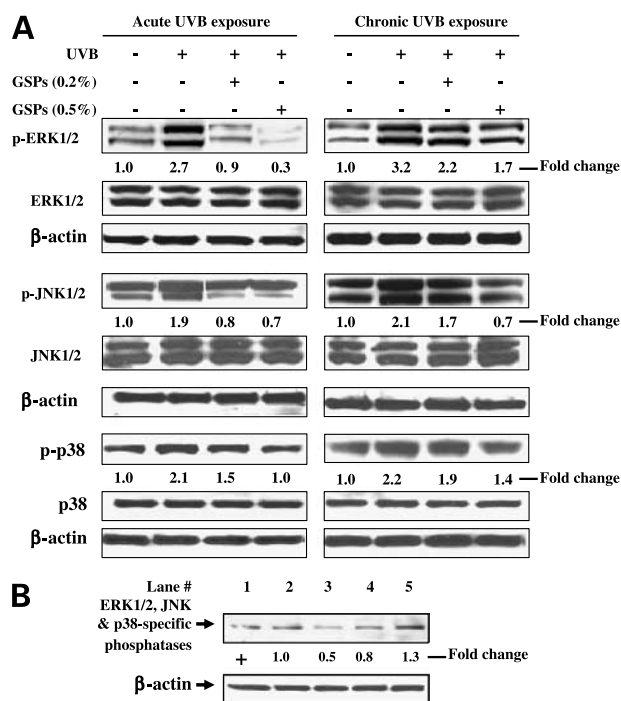 A
Acute UVB exposure Chronic UVB exposure
UVB - + + + - + + +
GSPs (0.2%) - - + - - - + -
GSPs (0.5%) - - - + - - - +
p-ERK1/2
1.0 2.7 0. 9 0.3 1.0 3.2 2.2 1.7 Fold change
ERK1/2
β-actin
p-JNK1/2
1.0 1.9 0.8 0.7 1.0 2.1 1.7 0.7 Fold change
JNK1/2
β-actin
p-p38
1.0 2.1 1.5 1.0 1.0 2.2 1.9 1.4 Fold change
p38
β-actin
B
Lane # 1 2 3 4 5
ERK1/2, JNK
& p38-specific
phosphatases
+ 1.0 0.5 0.8 1.3 Fold change
β-actin